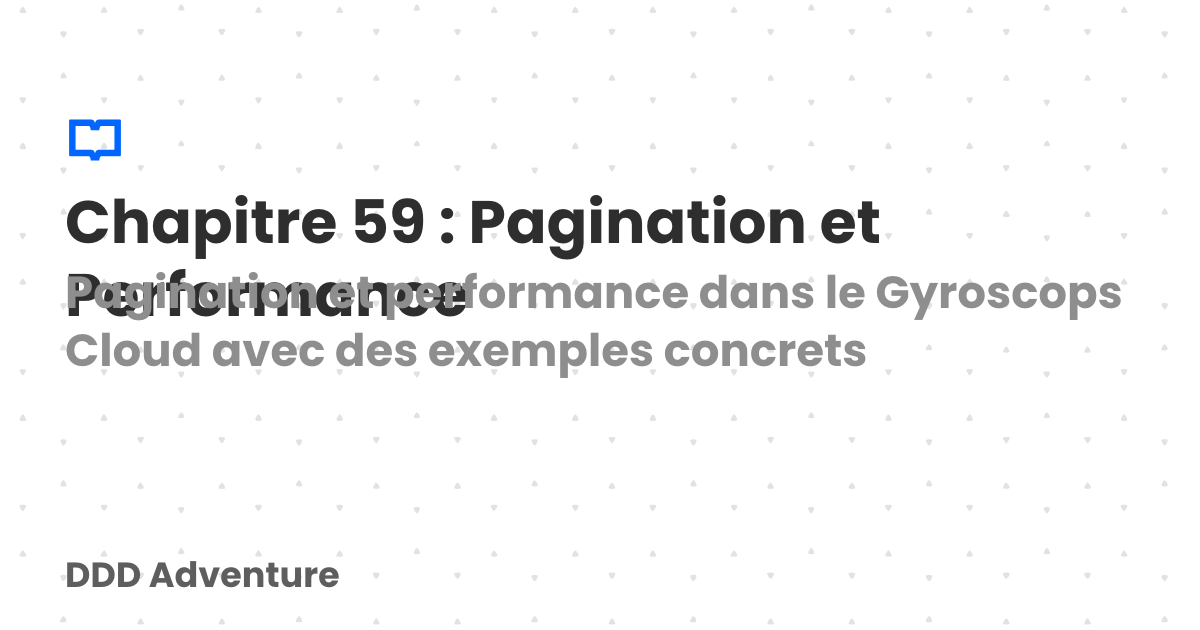 Chapitre 59 : Pagination et
Performance
Pagination et performance dans le Gyroscops
Cloud avec des exemples concrets
DDD Adventure